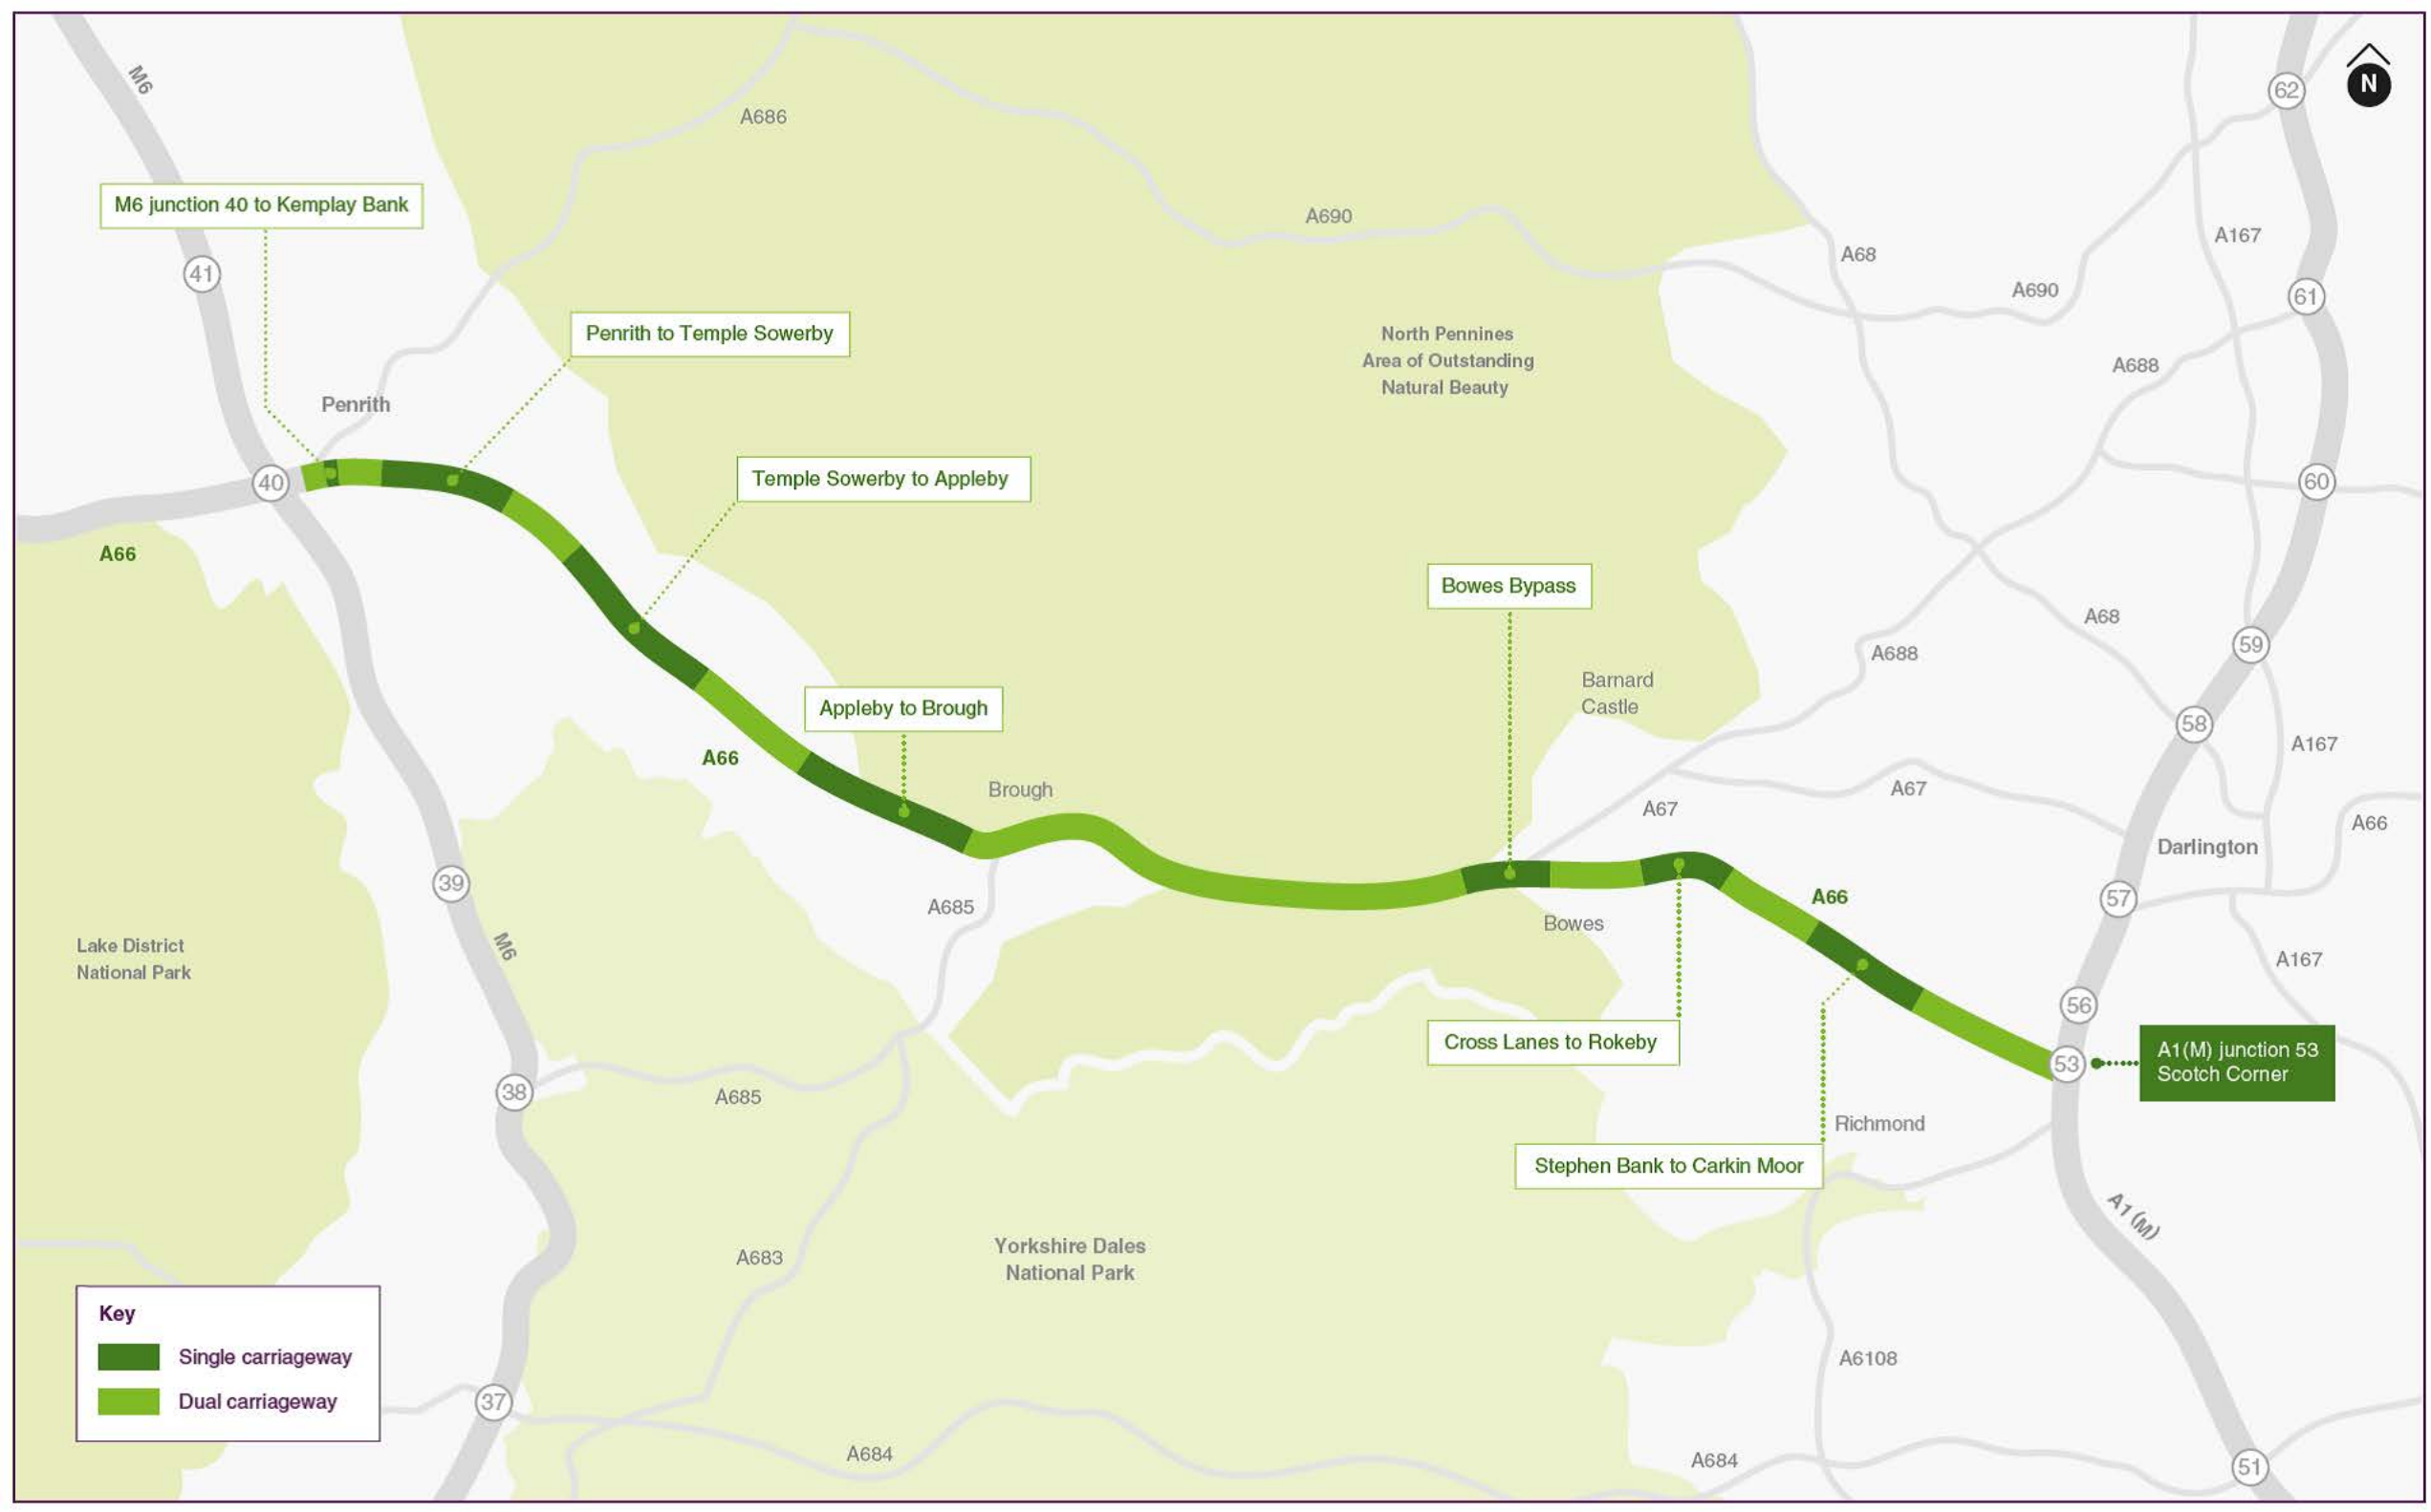 M6
A686
62
N
M6 junction 40 to Kemplay Bank
A690
A167
A68
41
A690
61
Penrith to Temple Sowerby
North Pennines
Area of Outstanding
Natural Beauty
A688
Penrith
Temple Sowerby to Appleby
40
60
A66
Bowes Bypass
A68
59
A688
Barnard
Castle
Appleby to Brough
58
A167
A66
Brough
A67
A67
A66
Darlington
39
A66
57
A685
Bowes
M6
Lake District
National Park
A167
56
Cross Lanes to Rokeby
53
A1(M) junction 53
Scotch Corner
38
A685
Richmond
Stephen Bank to Carkin Moor
A1(M)
A683
Yorkshire Dales
National Park
Key
Single carriageway
A6108
Dual carriageway
37
A684
A684
51